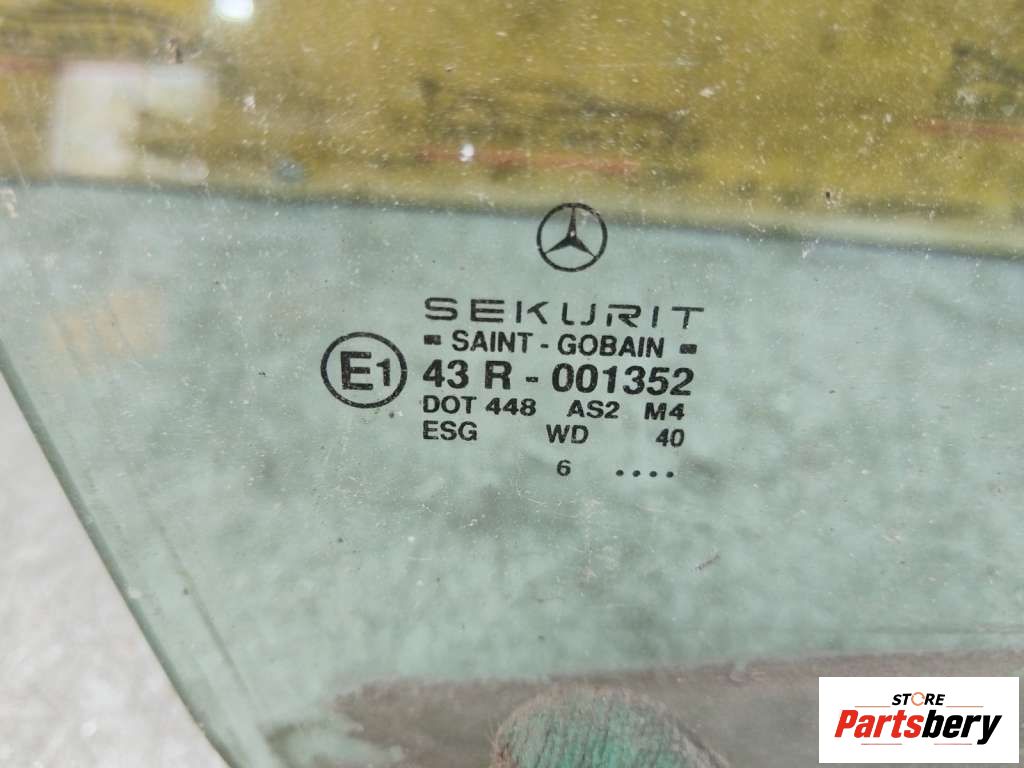 SEKURIT
SAINT - GOBAIN
E1 43 R - 001352
DOT 448 AS2 M4
ESG WD 40
6 ....
STORE
Partsbery